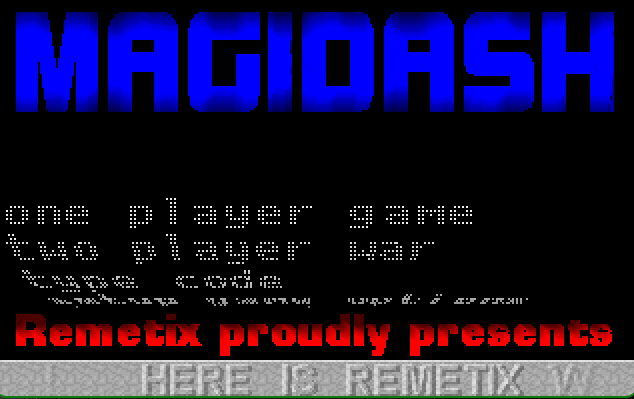 MAGIDASH
one player game
two player war
type code
Remetix proudly presents
HERE IS REMETIX W